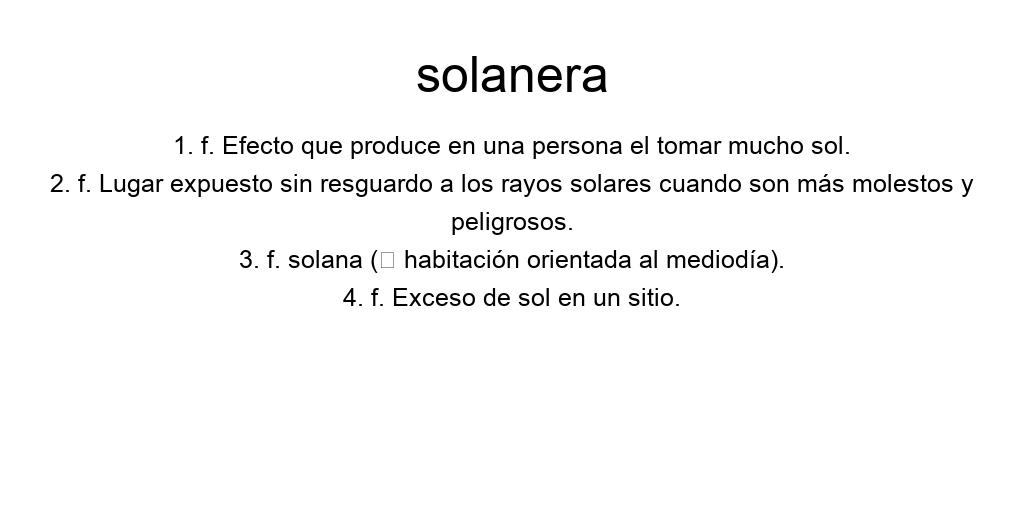 solanera
1. f. Efecto que produce en una persona el tomar mucho sol.
2. f. Lugar expuesto sin resguardo a los rayos solares cuando son más molestos y
peligrosos.
3. f. solana (□ habitación orientada al mediodía).
4. f. Exceso de sol en un sitio.